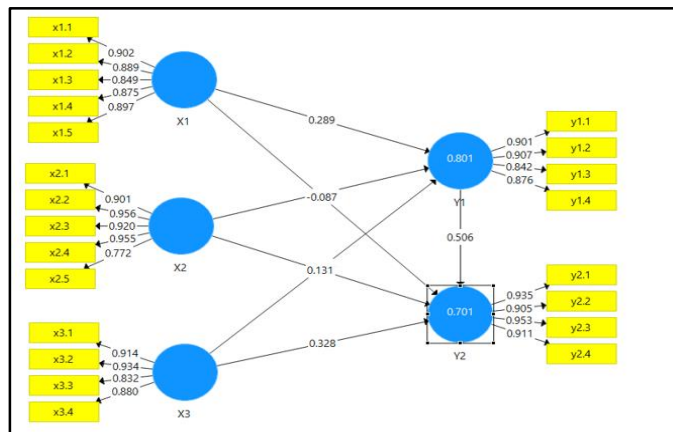 x1.1
x1.2
x1.3
x1.4
x1.5
0.902
0.889
0.849
0.875
0.897
X1
x2.1
x2.2
x2.3
x2.4
x2.5
0.901
0.956
0.920
0.955
0.772
X2
x3.1
x3.2
x3.3
x3.4
0.914
0.934
0.832
0.880
X3
0.289
-0.087
0.131
0.328
0.801
Y1
0.506
0.701
Y2
0.901
0.907
0.842
0.876
y1.1
y1.2
y1.3
y1.4
0.935
0.905
0.953
0.911
y2.1
y2.2
y2.3
y2.4